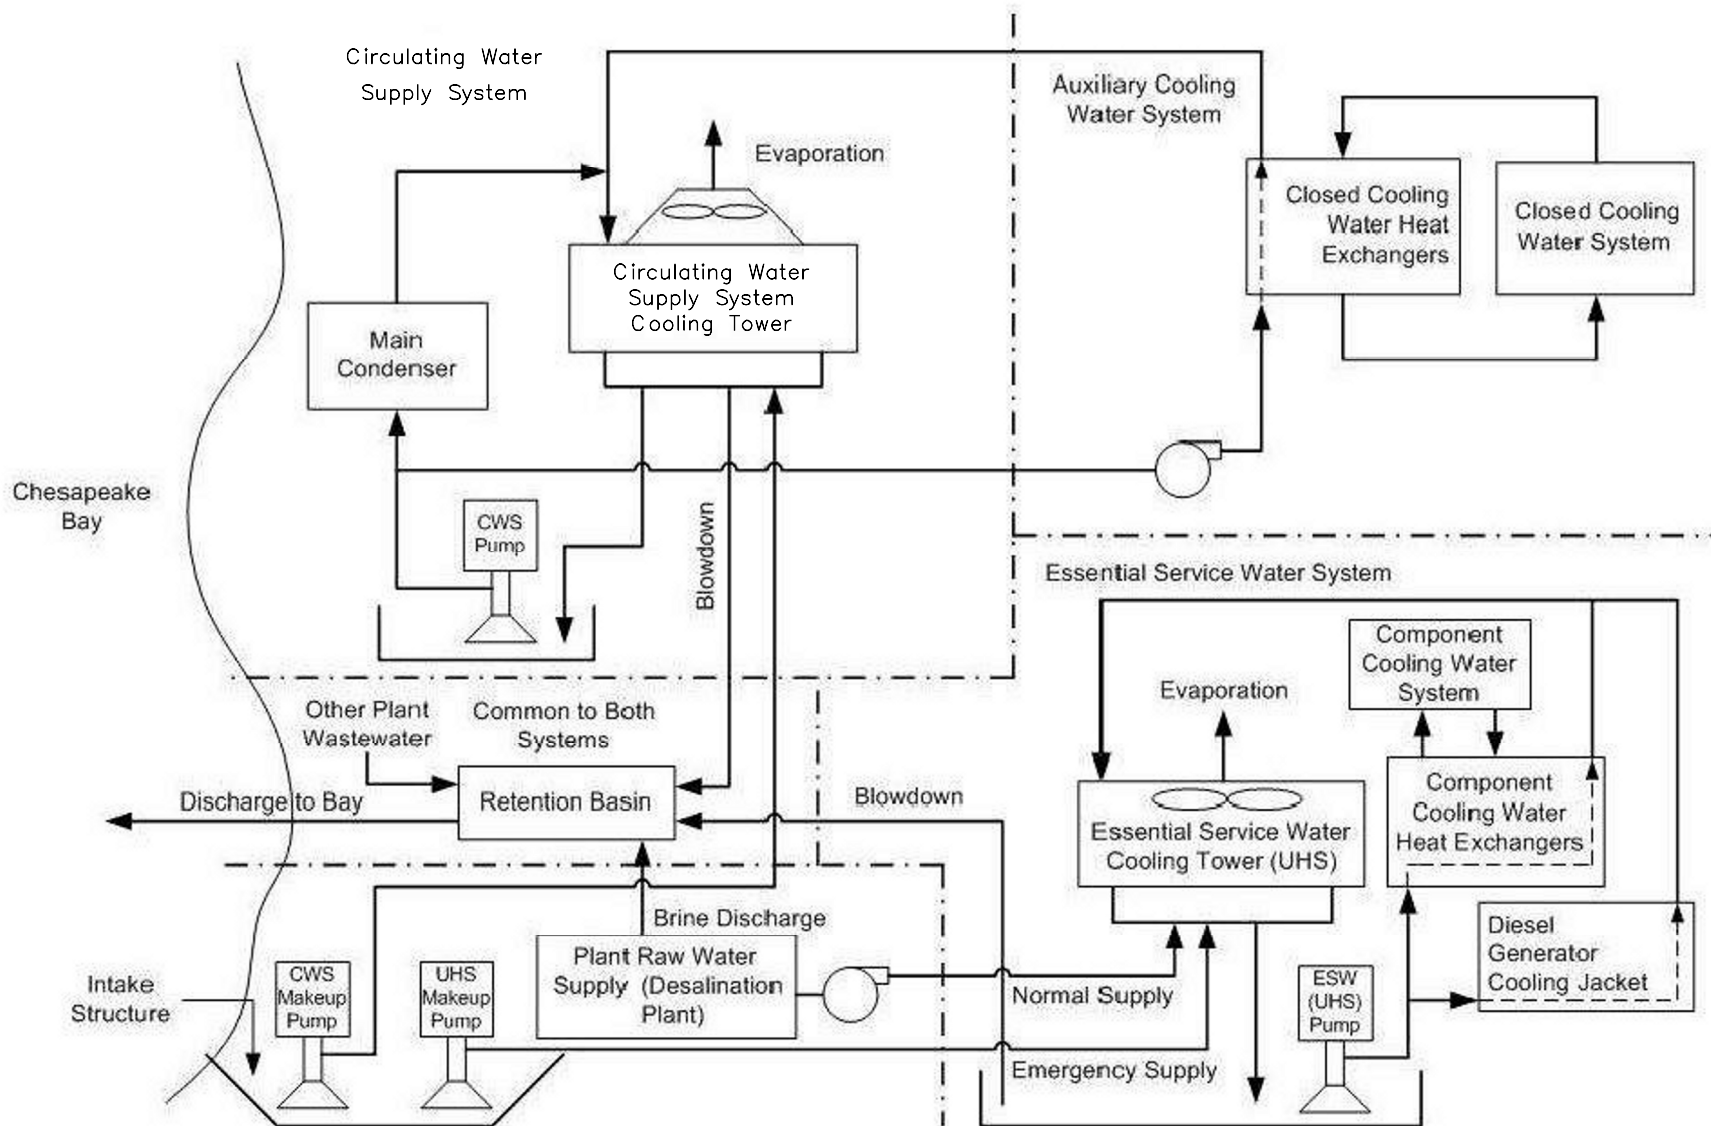 Circulating Water
Supply System
Auxiliary Cooling
Water System
Evaporation
Closed Cooling
Water Heat
Exchangers
Closed Cooling
Water System
Circulating Water
Supply System
Cooling Tower
Main
Condenser
Chesapeake
Bay
CWS
Pump
Blowdown
Essential Service Water System
Component
Cooling Water
System
Evaporation
Other Plant
Wastewater
Common to Both
Systems
Discharge to Bay
Retention Basin
Blowdown
Component
Cooling Water
Heat Exchangers
Essential Service Water
Cooling Tower (UHS)
Brine Discharge
Diesel
Generator
Cooling Jacket
Plant Raw Water
Supply (Desalination
Plant)
Intake
Structure
CWS
Makeup
Pump
UHS
Makeup
Pump
Normal Supply
ESW
(UHS)
Pump
Emergency Supply